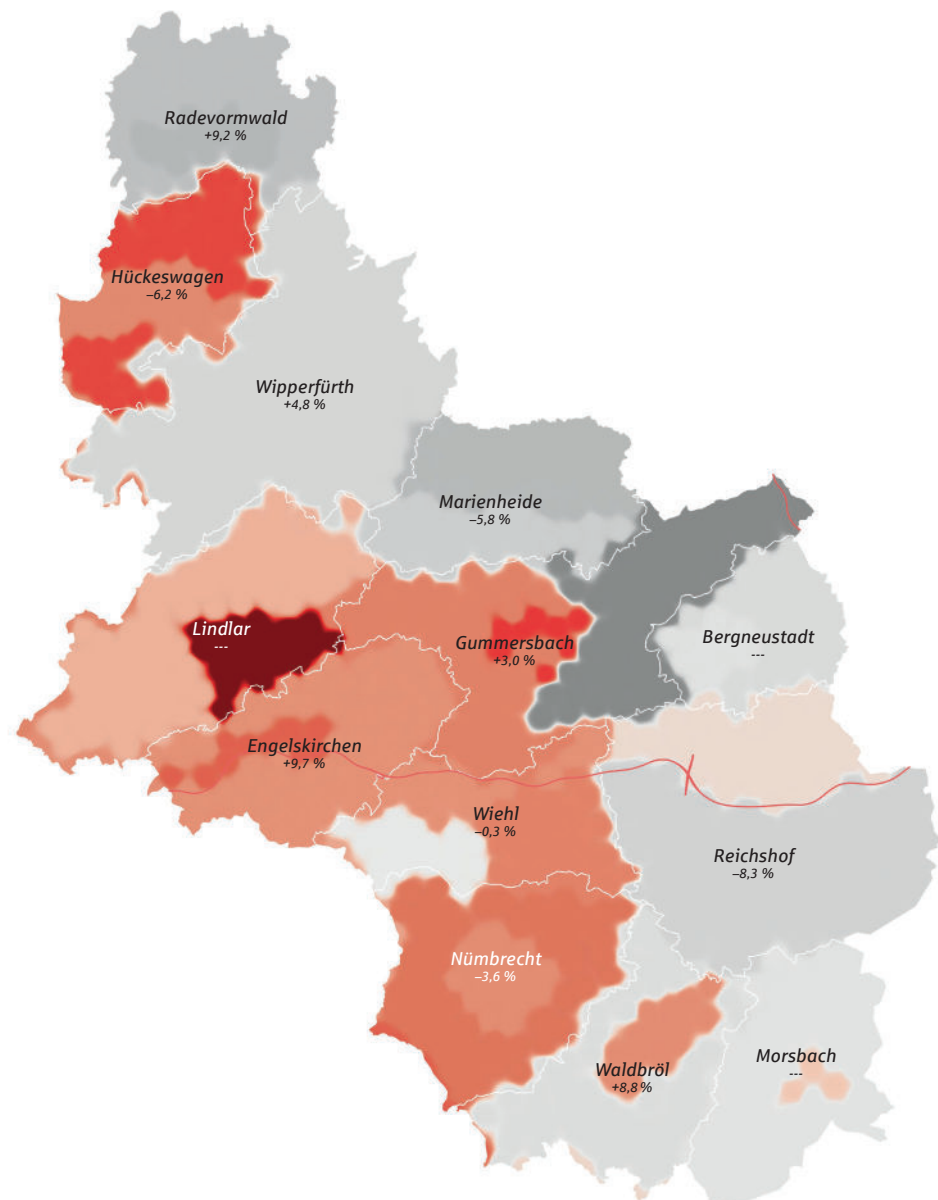 Radevormwald
+9,2 %
Hückeswagen
–6,2 %
Wipperfürth
+4,8 %
Marienheide
–5,8 %
Lindlar
---
Gummersbach
+3,0 %
Bergneustadt
---
Engelskirchen
+9,7 %
Wiehl
–0,3 %
Reichshof
–8,3 %
Nümbrecht
–3,6 %
Waldbröl
+8,8 %
Morsbach
---